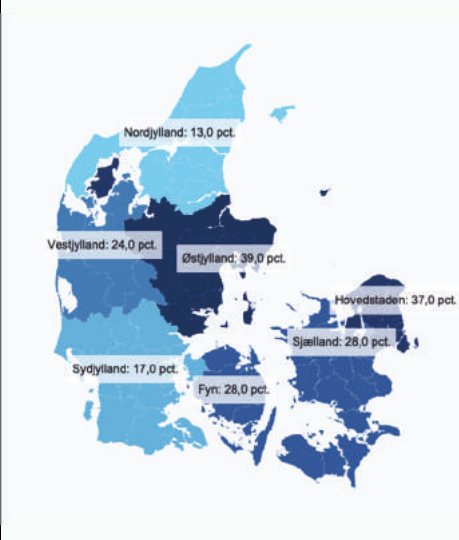 Nordjylland: 13,0 pct.
Vestjylland: 24,0 pct.
Østjylland: 39,0 pct.
Hovedstaden: 37,0 pct.
Sjælland: 28,0 pct.
Sydjylland: 17,0 pct.
Fyn: 28,0 pct.